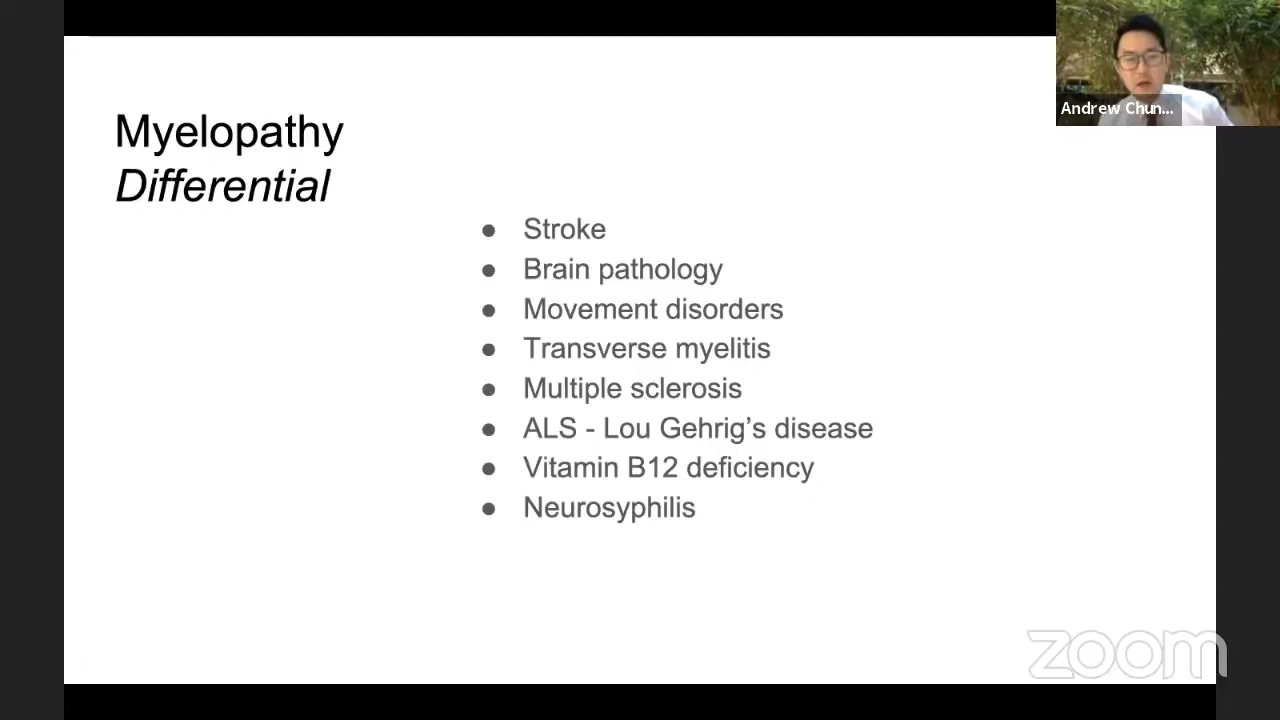 Myelopathy
Differential
● Stroke
● Brain pathology
● Movement disorders
● Transverse myelitis
● Multiple sclerosis
● ALS - Lou Gehrig’s disease
● Vitamin B12 deficiency
● Neurosyphilis
Andrew Chun...
zoom